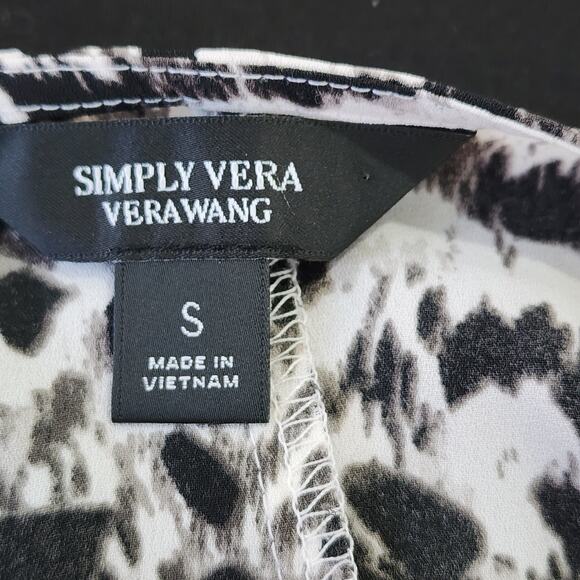 SIMPLY VERA
VERAWANG
S
MADE IN
VIETNAM